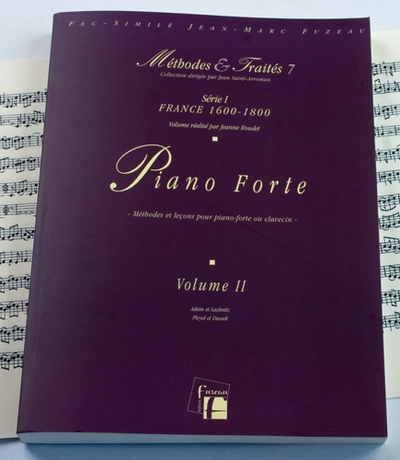 Fac-Similé Jean-Marc Fuzeau
Méthodes & Traités 7
Collection dirigée par Jean Saint-Arroman
Série I
FRANCE 1600-1800
Volume réalisé par Jeanne Roudet
Piano Forte
- Méthodes et leçons pour piano-forte ou clavecin -
Volume II
Adam et Lachnitz
Pleyel et Dussek
fuzeau
f